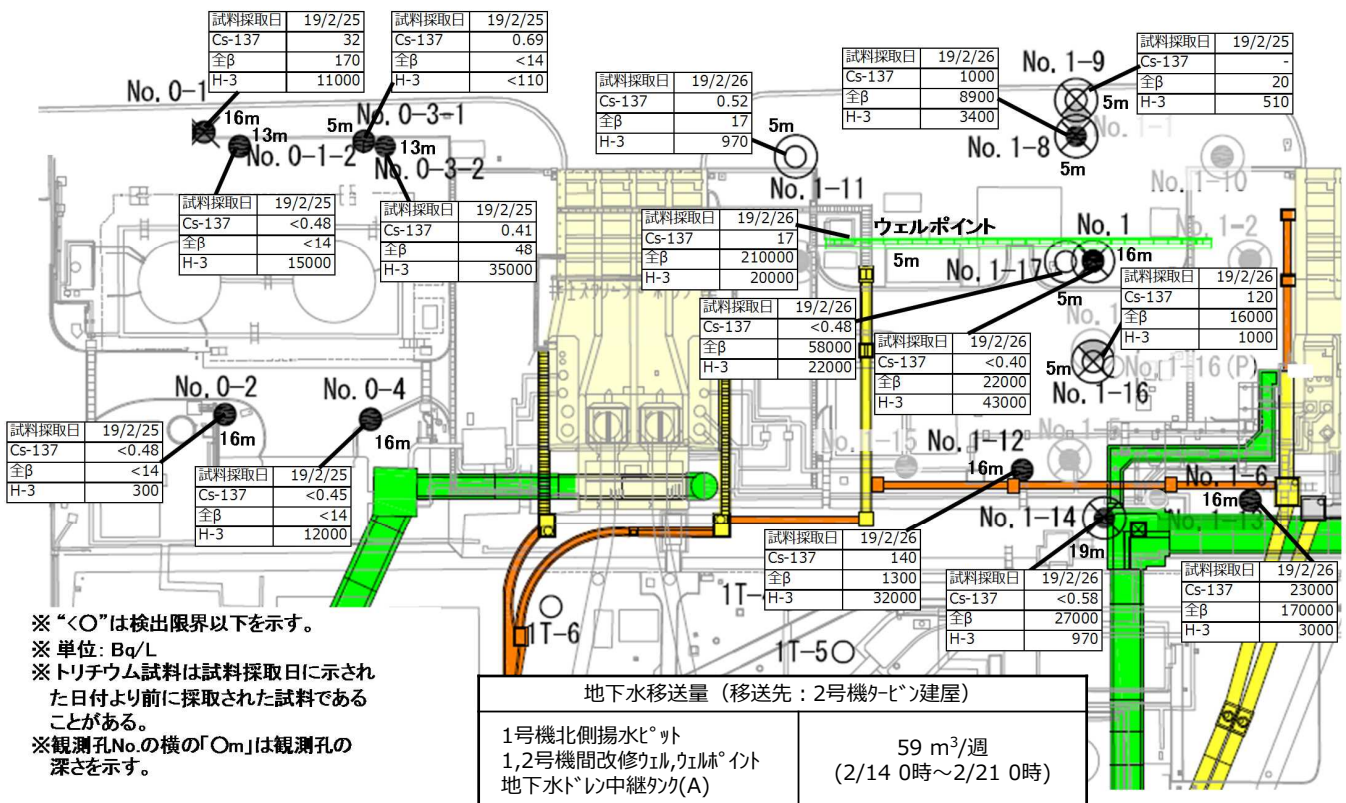 試料採取日 19/2/25
Cs-137 32
全β 170
H-3 11000
試料採取日 19/2/25
Cs-137 0.69
全β <14
H-3 <110
試料採取日 19/2/26
Cs-137 0.52
全β 17
H-3 970
試料採取日 19/2/26
Cs-137 1000
全β 8900
H-3 3400
試料採取日 19/2/25
Cs-137 -
全β 20
H-3 510
No. 0-1
16m
13m
No. 0-1-2
5m
No. 0-3-1
13m
No. 0-3-2
5m
No. 1-11
No. 1-9
5m
No. 1-8
5m
No. 1-10
試料採取日 19/2/25
Cs-137 <0.48
全β <14
H-3 15000
試料採取日 19/2/25
Cs-137 0.41
全β 48
H-3 35000
試料採取日 19/2/26
Cs-137 17
全β 210000
H-3 20000
ウェルポイント
5m
No. 1
16m
No. 1-17
5m
1-2
試料採取日 19/2/26
Cs-137 <0.48
全β 58000
H-3 22000
試料採取日 19/2/26
Cs-137 <0.40
全β 22000
H-3 43000
試料採取日 19/2/26
Cs-137 120
全β 16000
H-3 1000
5m
No. 1-16
No. 1-16 (P)
No. 0-2
16m
No. 0-4
16m
試料採取日 19/2/25
Cs-137 <0.48
全β <14
H-3 300
試料採取日 19/2/25
Cs-137 <0.45
全β <14
H-3 12000
No. 1-15
No. 1-12
16m
No. 1-6
16m
No. 1-13
No. 1-14
19m
試料採取日 19/2/26
Cs-137 140
全β 1300
H-3 32000
試料採取日 19/2/26
Cs-137 <0.58
全β 27000
H-3 970
試料採取日 19/2/26
Cs-137 23000
全β 170000
H-3 3000
1T-6
1T-5
※ “<〇”は検出限界以下を示す。
※ 単位: Bq/L
※トリチウム試料は試料採取日に示され
た日付より前に採取された試料である
ことがある。
※観測孔No.の横の「〇m」は観測孔の
深さを示す。
地下水移送量（移送先：2号機ﾀｰﾋﾞﾝ建屋）
1号機北側揚水ﾋﾟｯﾄ
1,2号機間改修ｳｪﾙ,ｳｪﾙﾎﾟｲﾝﾄ
地下水ﾄﾞﾚﾝ中継ﾀﾝｸ(A)
59 m³/週
(2/14 0時～2/21 0時)